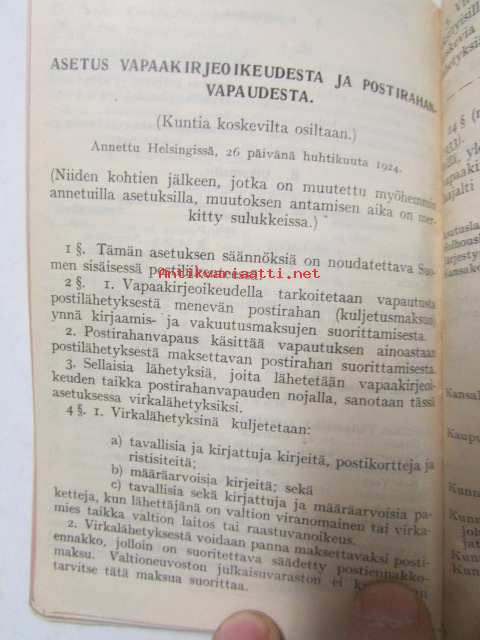 ASETUS VAPAAKIRJEOIKEUDESTA JA POSTIRAHAN-
VAPAUDESTA.
(Kuntia koskevilta osiltaan.)
Annettu Helsingissä, 26 päivänä huhtikuuta 1924.
(Niiden kohtien jälkeen, jotka on muutettu myöhemmin
annetuilla asetuksilla, muutoksen antamisen aika on mer-
kitty sulukkeissa.)
1 §. Tämän asetuksen säännöksiä on noudatettava Suo-
men sisäisessä postiliikenteessä.
antikvariaatti.net
2 §. 1. Vapaakirjeoikeudella tarkoitetaan vapautusta
postilähetyksestä menevän postirahan (kuljetusmaksun)
ynnä kirjaamis- ja vakuutusmaksujen suorittamisesta.
2. Postirahanvapaus käsittää vapautuksen ainoastaan
postilähetyksestä maksettavan postirahan suorittamisesta.
3. Sellaisia lähetyksiä, joita lähetetään vapaakirjeoi-
keuden taikka postirahanvapauden nojalla, sanotaan tässä
asetuksessa virkalähetyksiksi.
4 §. 1. Virkalähetyksinä kuljetetaan:
a) tavallisia ja kirjattuja kirjeitä, postikortteja ja
ristisiteitä;
b) määräarvoisia kirjeitä; sekä
c) tavallisia sekä kirjattuja ja määräarvoisia pa-
ketteja, kun lähettäjänä on valtion viranomainen tai virka-
mies taikka valtion laitos tai raastuvanoikeus.
2. Virkalähetyksestä voidaan panna maksettavaksi posti-
ennakko, jolloin on suoritettava säädetty postiennakko-
maksu. Valtioneuvoston julkaisuvaraston ei
tarvitse tätä maksua suorittaa.
14 §